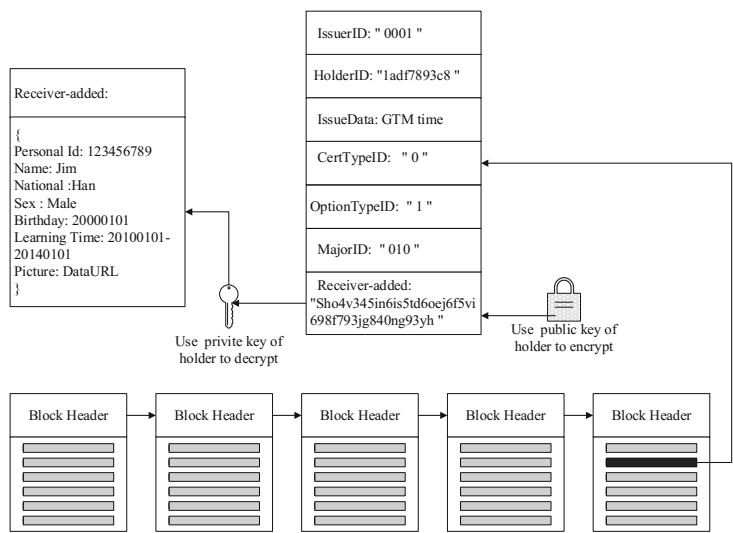 IssuerID: " 0001 "
HolderID: "1adf7893c8 "
IssueData: GTM time
CertTypeID:   " 0 "
OptionTypeID:  " 1 "
MajorID:  " 010 "
Receiver-added:
"Sho4v345in6is5td6oej6f5vi
698f793jg840ng93yh "
Receiver-added:
{
Personal Id: 123456789
Name: Jim
National :Han
Sex : Male
Birthday: 20000101
Learning Time: 20100101-
20140101
Picture: DataURL
}
Use  privite key of
holder to decrypt
Use  public key of
holder to encrypt
Block Header
Block Header
Block Header
Block Header
Block Header